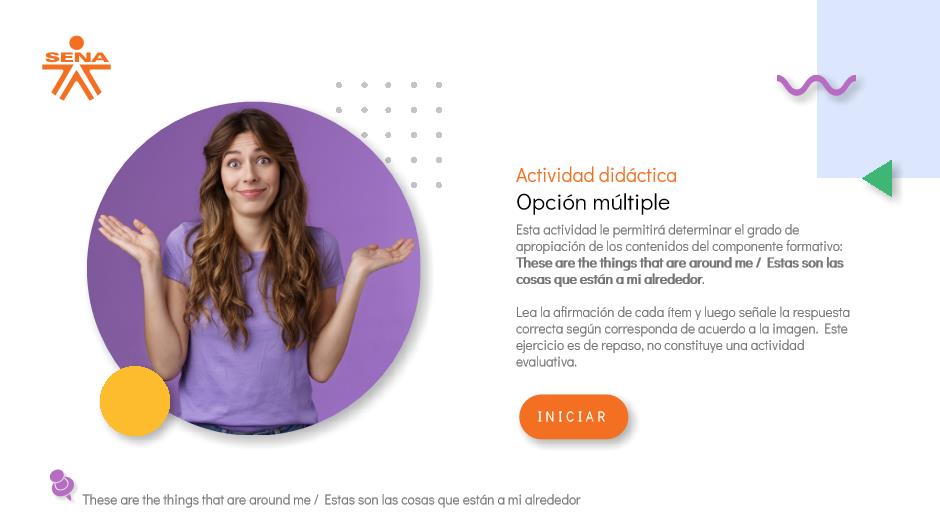 SENA
Actividad didáctica
Opción múltiple
Esta actividad le permitirá determinar el grado de
apropiación de los contenidos del componente formativo:
These are the things that are around me / Estas son las
cosas que están a mi alrededor.
Lea la afirmación de cada ítem y luego señale la respuesta
correcta según corresponda de acuerdo a la imagen. Este
ejercicio es de repaso, no constituye una actividad
evaluativa.
INICIAR
These are the things that are around me / Estas son las cosas que están a mi alrededor